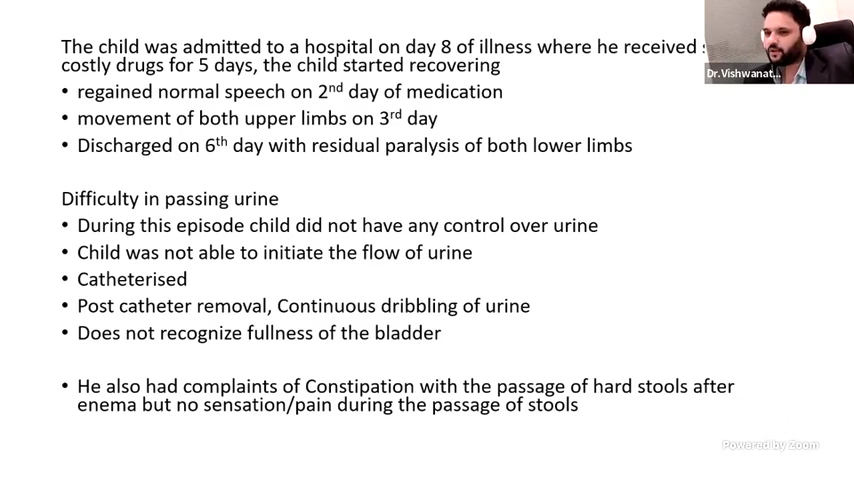 The child was admitted to a hospital on day 8 of illness where he received
costly drugs for 5 days, the child started recovering
• regained normal speech on 2nd day of medication
• movement of both upper limbs on 3rd day
• Discharged on 6th day with residual paralysis of both lower limbs
Difficulty in passing urine
• During this episode child did not have any control over urine
• Child was not able to initiate the flow of urine
• Catheterised
• Post catheter removal, Continuous dribbling of urine
• Does not recognize fullness of the bladder
• He also had complaints of Constipation with the passage of hard stools after
enema but no sensation/pain during the passage of stools
Dr.Vishwanat...
Powered by Zoom